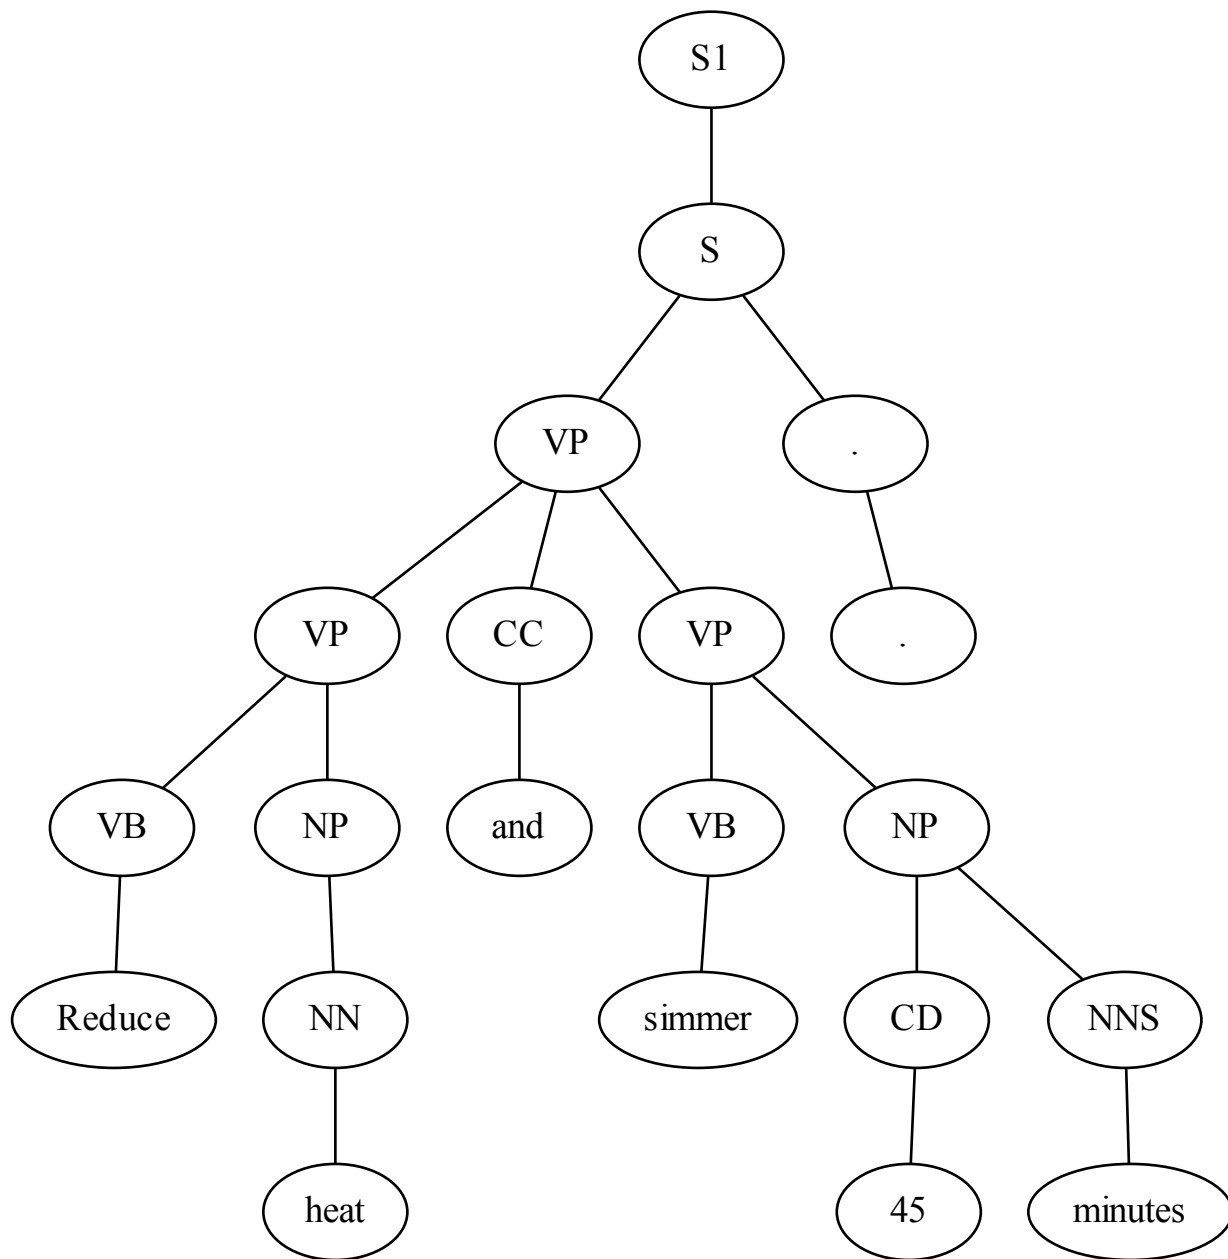 S1
S
VP .
VP CC VP .
VB NP and VB NP
Reduce NN simmer CD NNS
heat 45 minutes